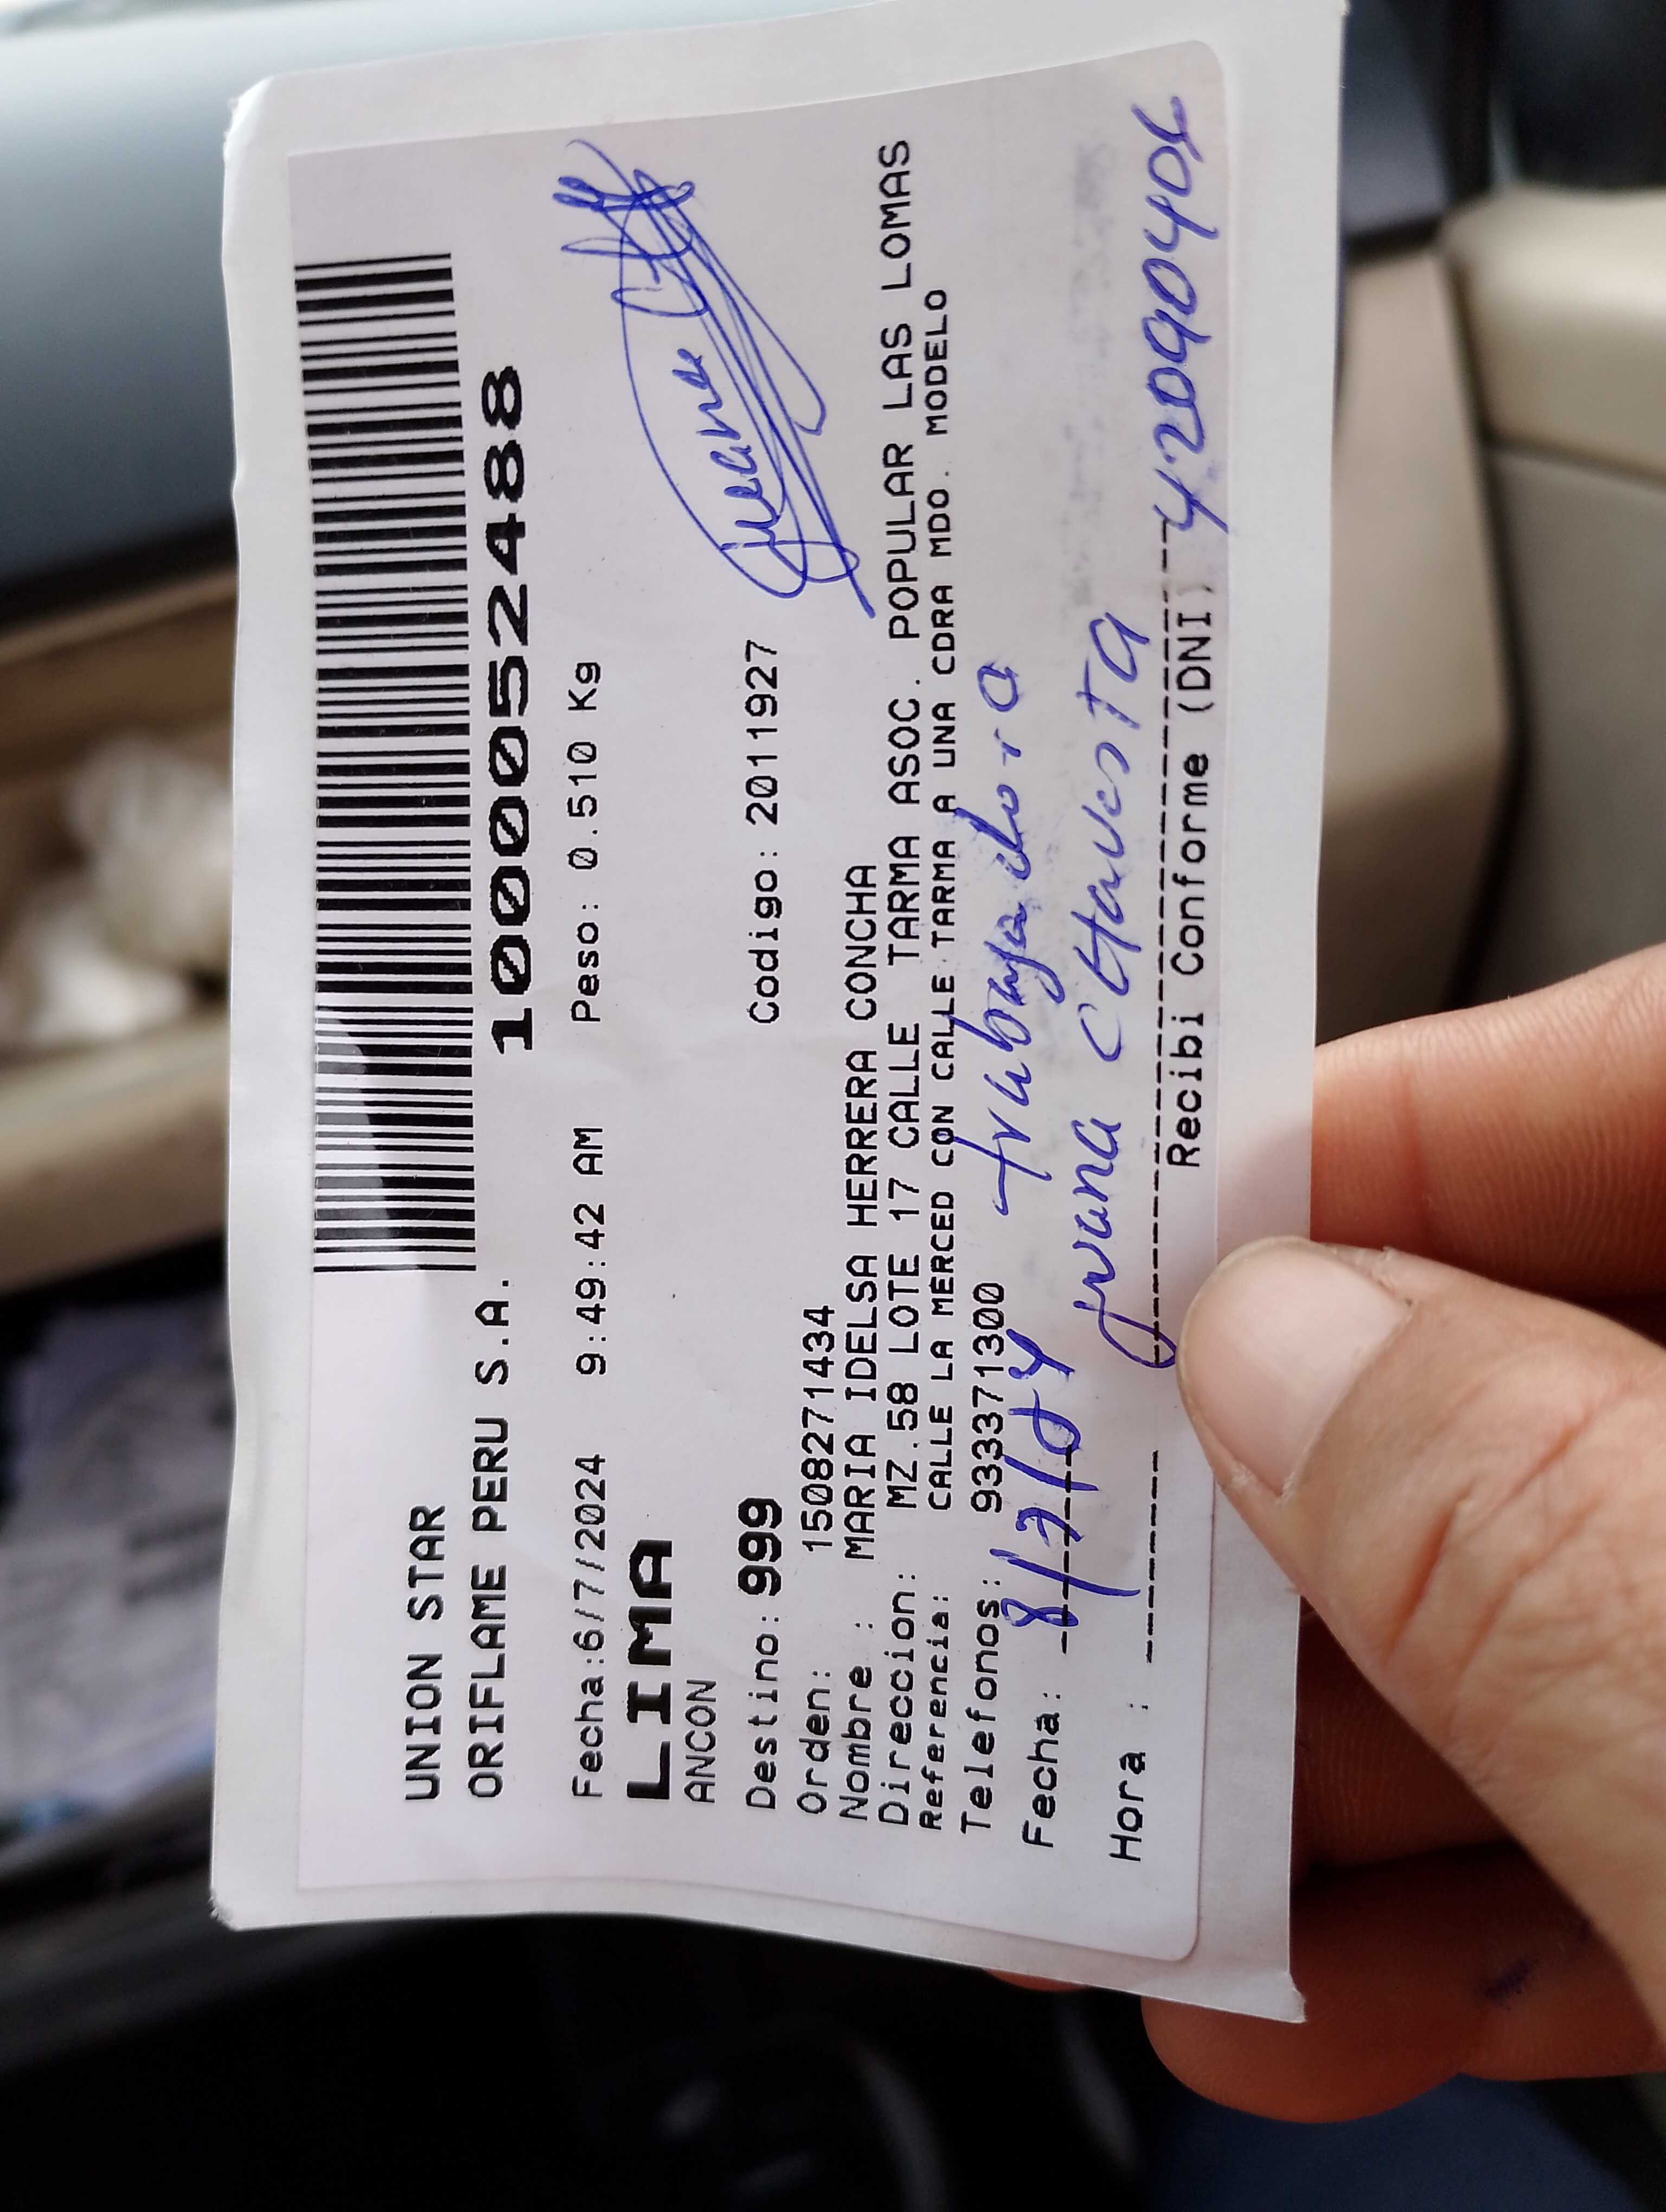 UNION STAR
ORIFLAME PERU S.A.
1000052488
Fecha:6/7/2024 9:49:42 AM Peso: 0.510 Kg
LIMA
ANCON
Juana
Destino: 999 Codigo: 2011927
Orden: 1508271434
Nombre : MARIA IDELSA HERRERA CONCHA
Direccion: MZ.58 LOTE 17 CALLE TARMA ASOC. POPULAR LAS LOMAS
Referencia: CALLE LA MERCED CON CALLE TARMA A UNA CDRA MDO. MODELO
Telefonos: 933371300
trabajadora
Fecha: 8/7/24
Juana CHavesTA
Hora :
Recibi Conforme (DNI) 42090406